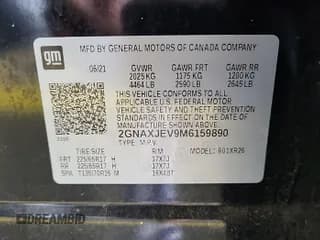 gm
MFD BY GENERAL MOTORS OF CANADA COMPANY
06/21 GVWR GAWR FRT GAWR RR
2025 KG 1175 KG 1200 KG
4464 LB 2590 LB 2645 LB
THIS VEHICLE CONFORMS TO ALL
APPLICABLE U.S. FEDERAL MOTOR
VEHICLE SAFETY AND THEFT PREVENTION
STANDARDS IN EFFECT ON THE DATE OF
MANUFACTURE SHOWN ABOVE.
2GNAXJEV9M6159890
TYPE: M.P.V. MODEL:
FRT 225/65R17 H 17X7J
RR 225/65R17 H 17X7J
SPA T135/70R16 M 16X4BT
DREAMBID